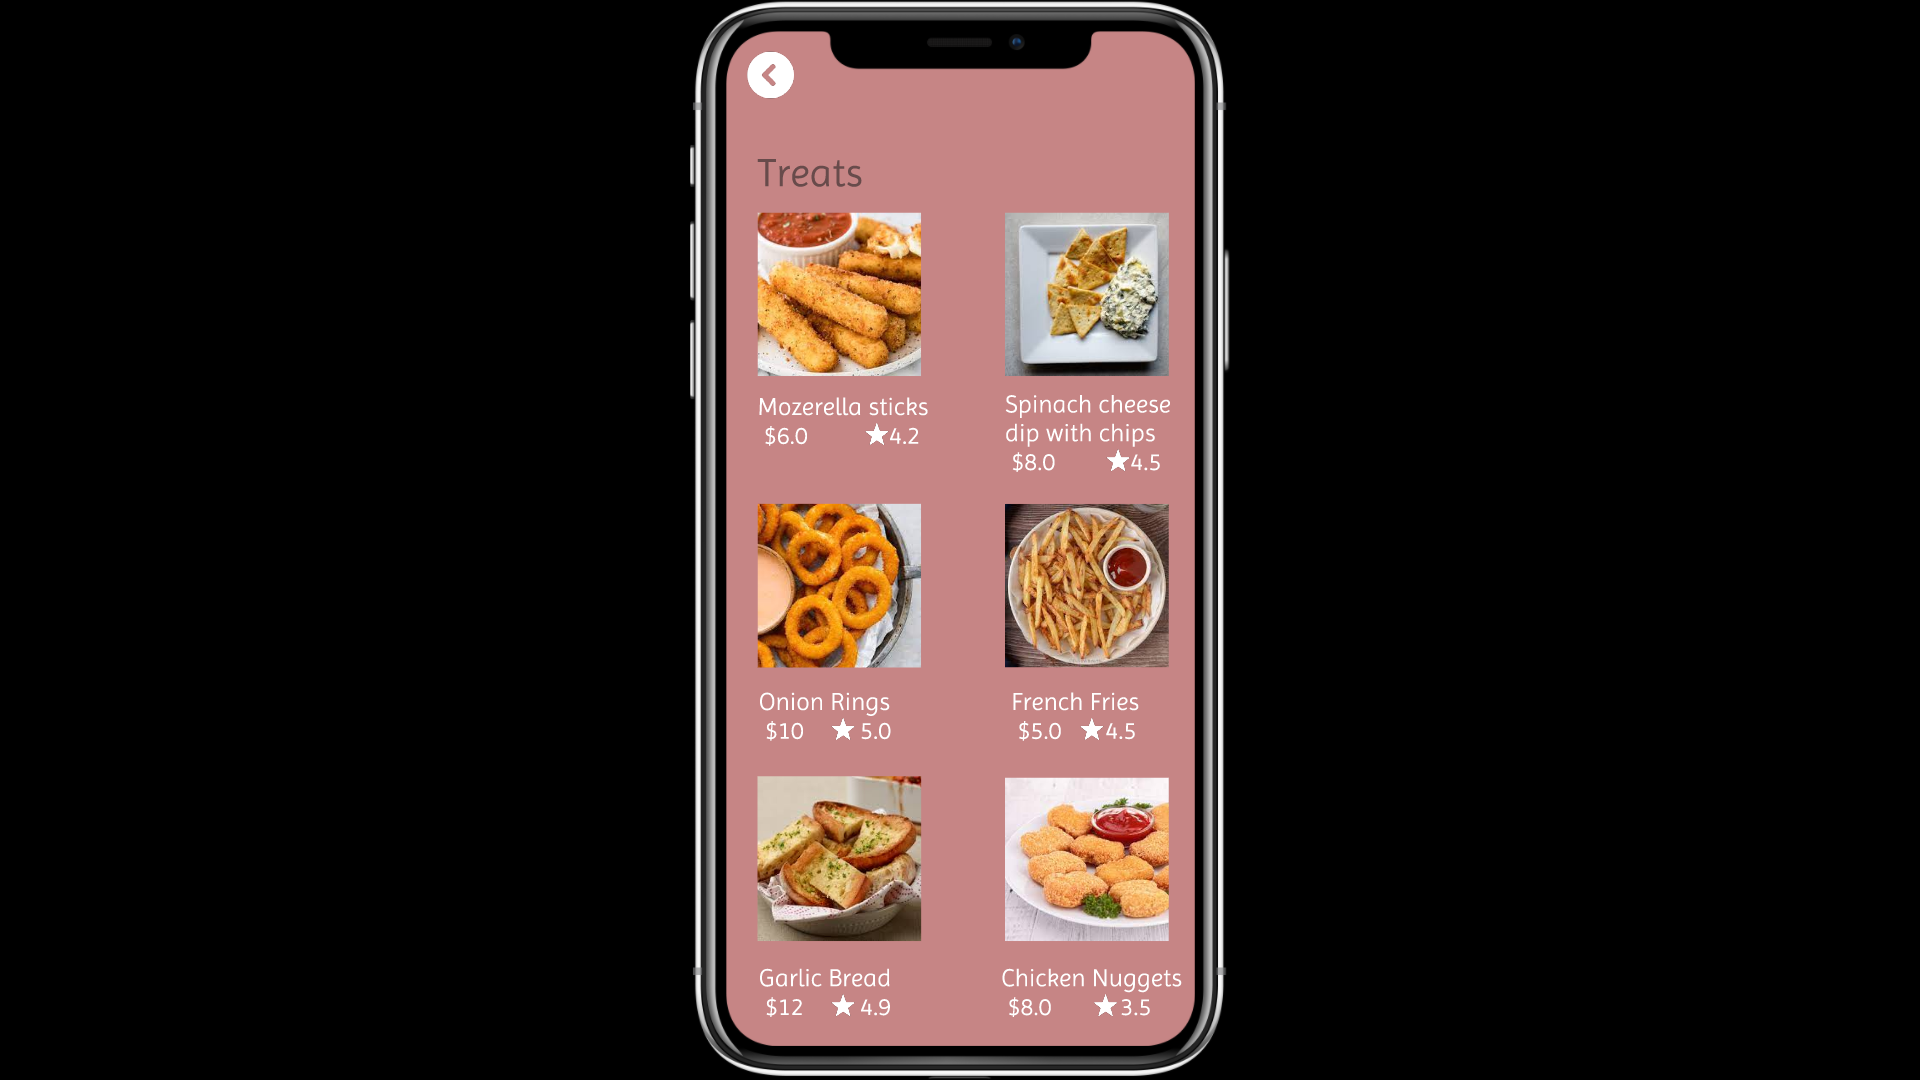 Treats
Mozerella sticks
$6.0 ★4.2
Spinach cheese
dip with chips
$8.0 ★4.5
Onion Rings
$10 ★ 5.0
French Fries
$5.0 ★4.5
Garlic Bread
$12 ★ 4.9
Chicken Nuggets
$8.0 ★3.5